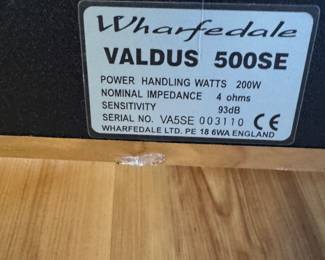 Wharfedale
VALDUS 500SE
POWER HANDLING WATTS 200W
NOMINAL IMPEDANCE 4 ohms
SENSITIVITY 93dB
SERIAL NO. VA5SE 003110 CE
WHARFEDALE LTD. PE 18 6WA ENGLAND